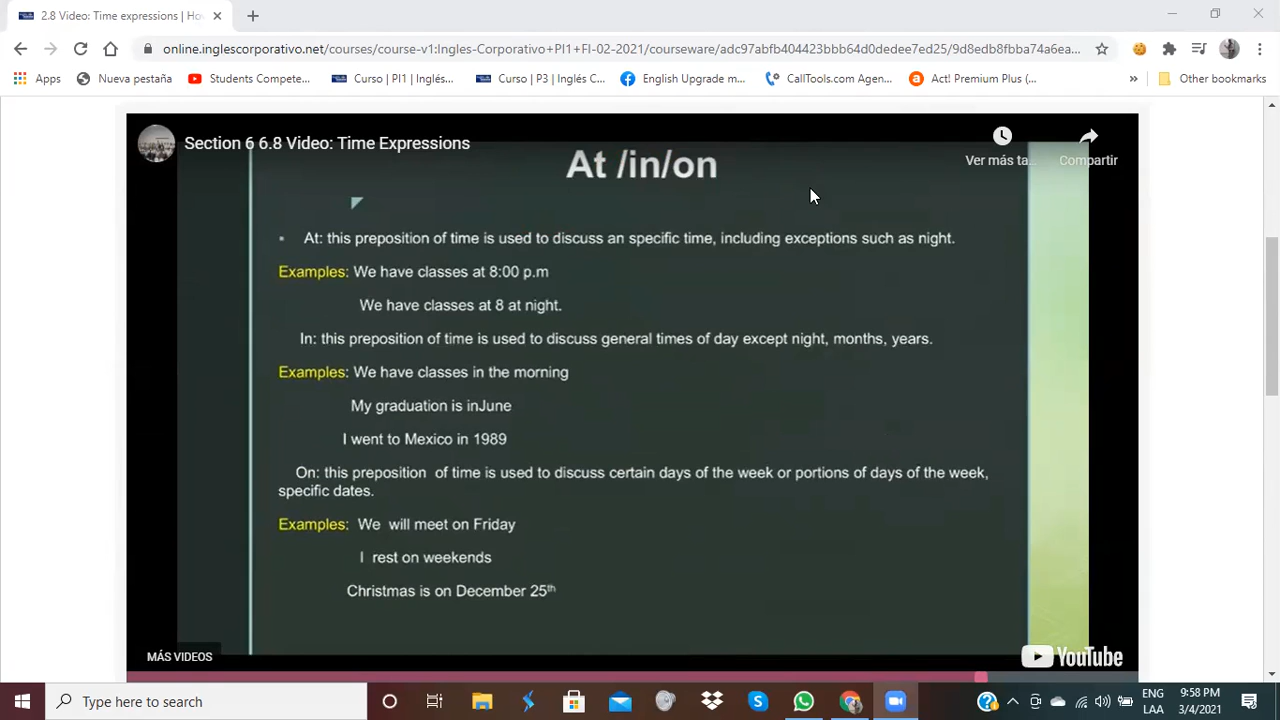 2.8 Video: Time expressions | Ho
online.inglescorporativo.net/courses/course-v1:Ingles-Corporativo+PI1+FI-02-2021/courseware/adc97abfb404423bbb64d0dedee7ed25/9d8edb8fbba74a6ea...
Apps Nueva pestaña Students Compete... Curso | PI1 | Inglés... Curso | P3 | Inglés C... English Upgrade m... CallTools.com Agen... Act! Premium Plus (... » Other bookmarks
Section 6 6.8 Video: Time Expressions
Ver más ta... Compartir
At /in/on
At: this preposition of time is used to discuss an specific time, including exceptions such as night.
Examples: We have classes at 8:00 p.m
We have classes at 8 at night.
In: this preposition of time is used to discuss general times of day except night, months, years.
Examples: We have classes in the morning
My graduation is inJune
I went to Mexico in 1989
On: this preposition of time is used to discuss certain days of the week or portions of days of the week,
specific dates.
Examples: We will meet on Friday
I rest on weekends
Christmas is on December 25th
MÁS VIDEOS
YouTube
Type here to search
ENG 9:58 PM
LAA 3/4/2021